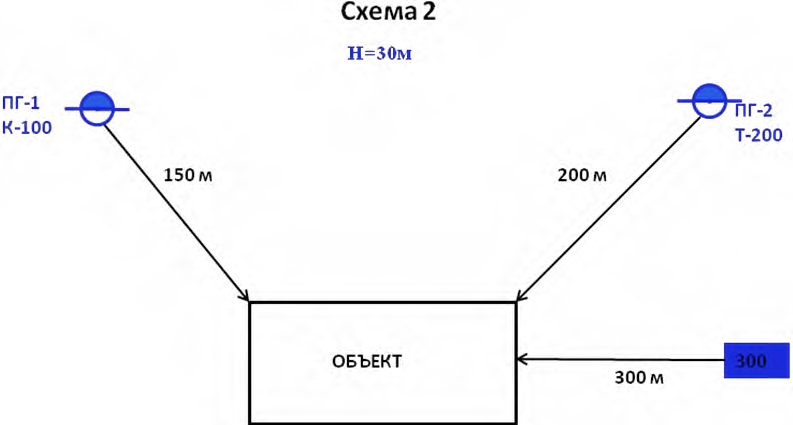 Схема 2
Н=30м
ПГ-1
К-100
ПГ-2
Т-200
150 м
200 м
ОБЪЕКТ
300
300 м